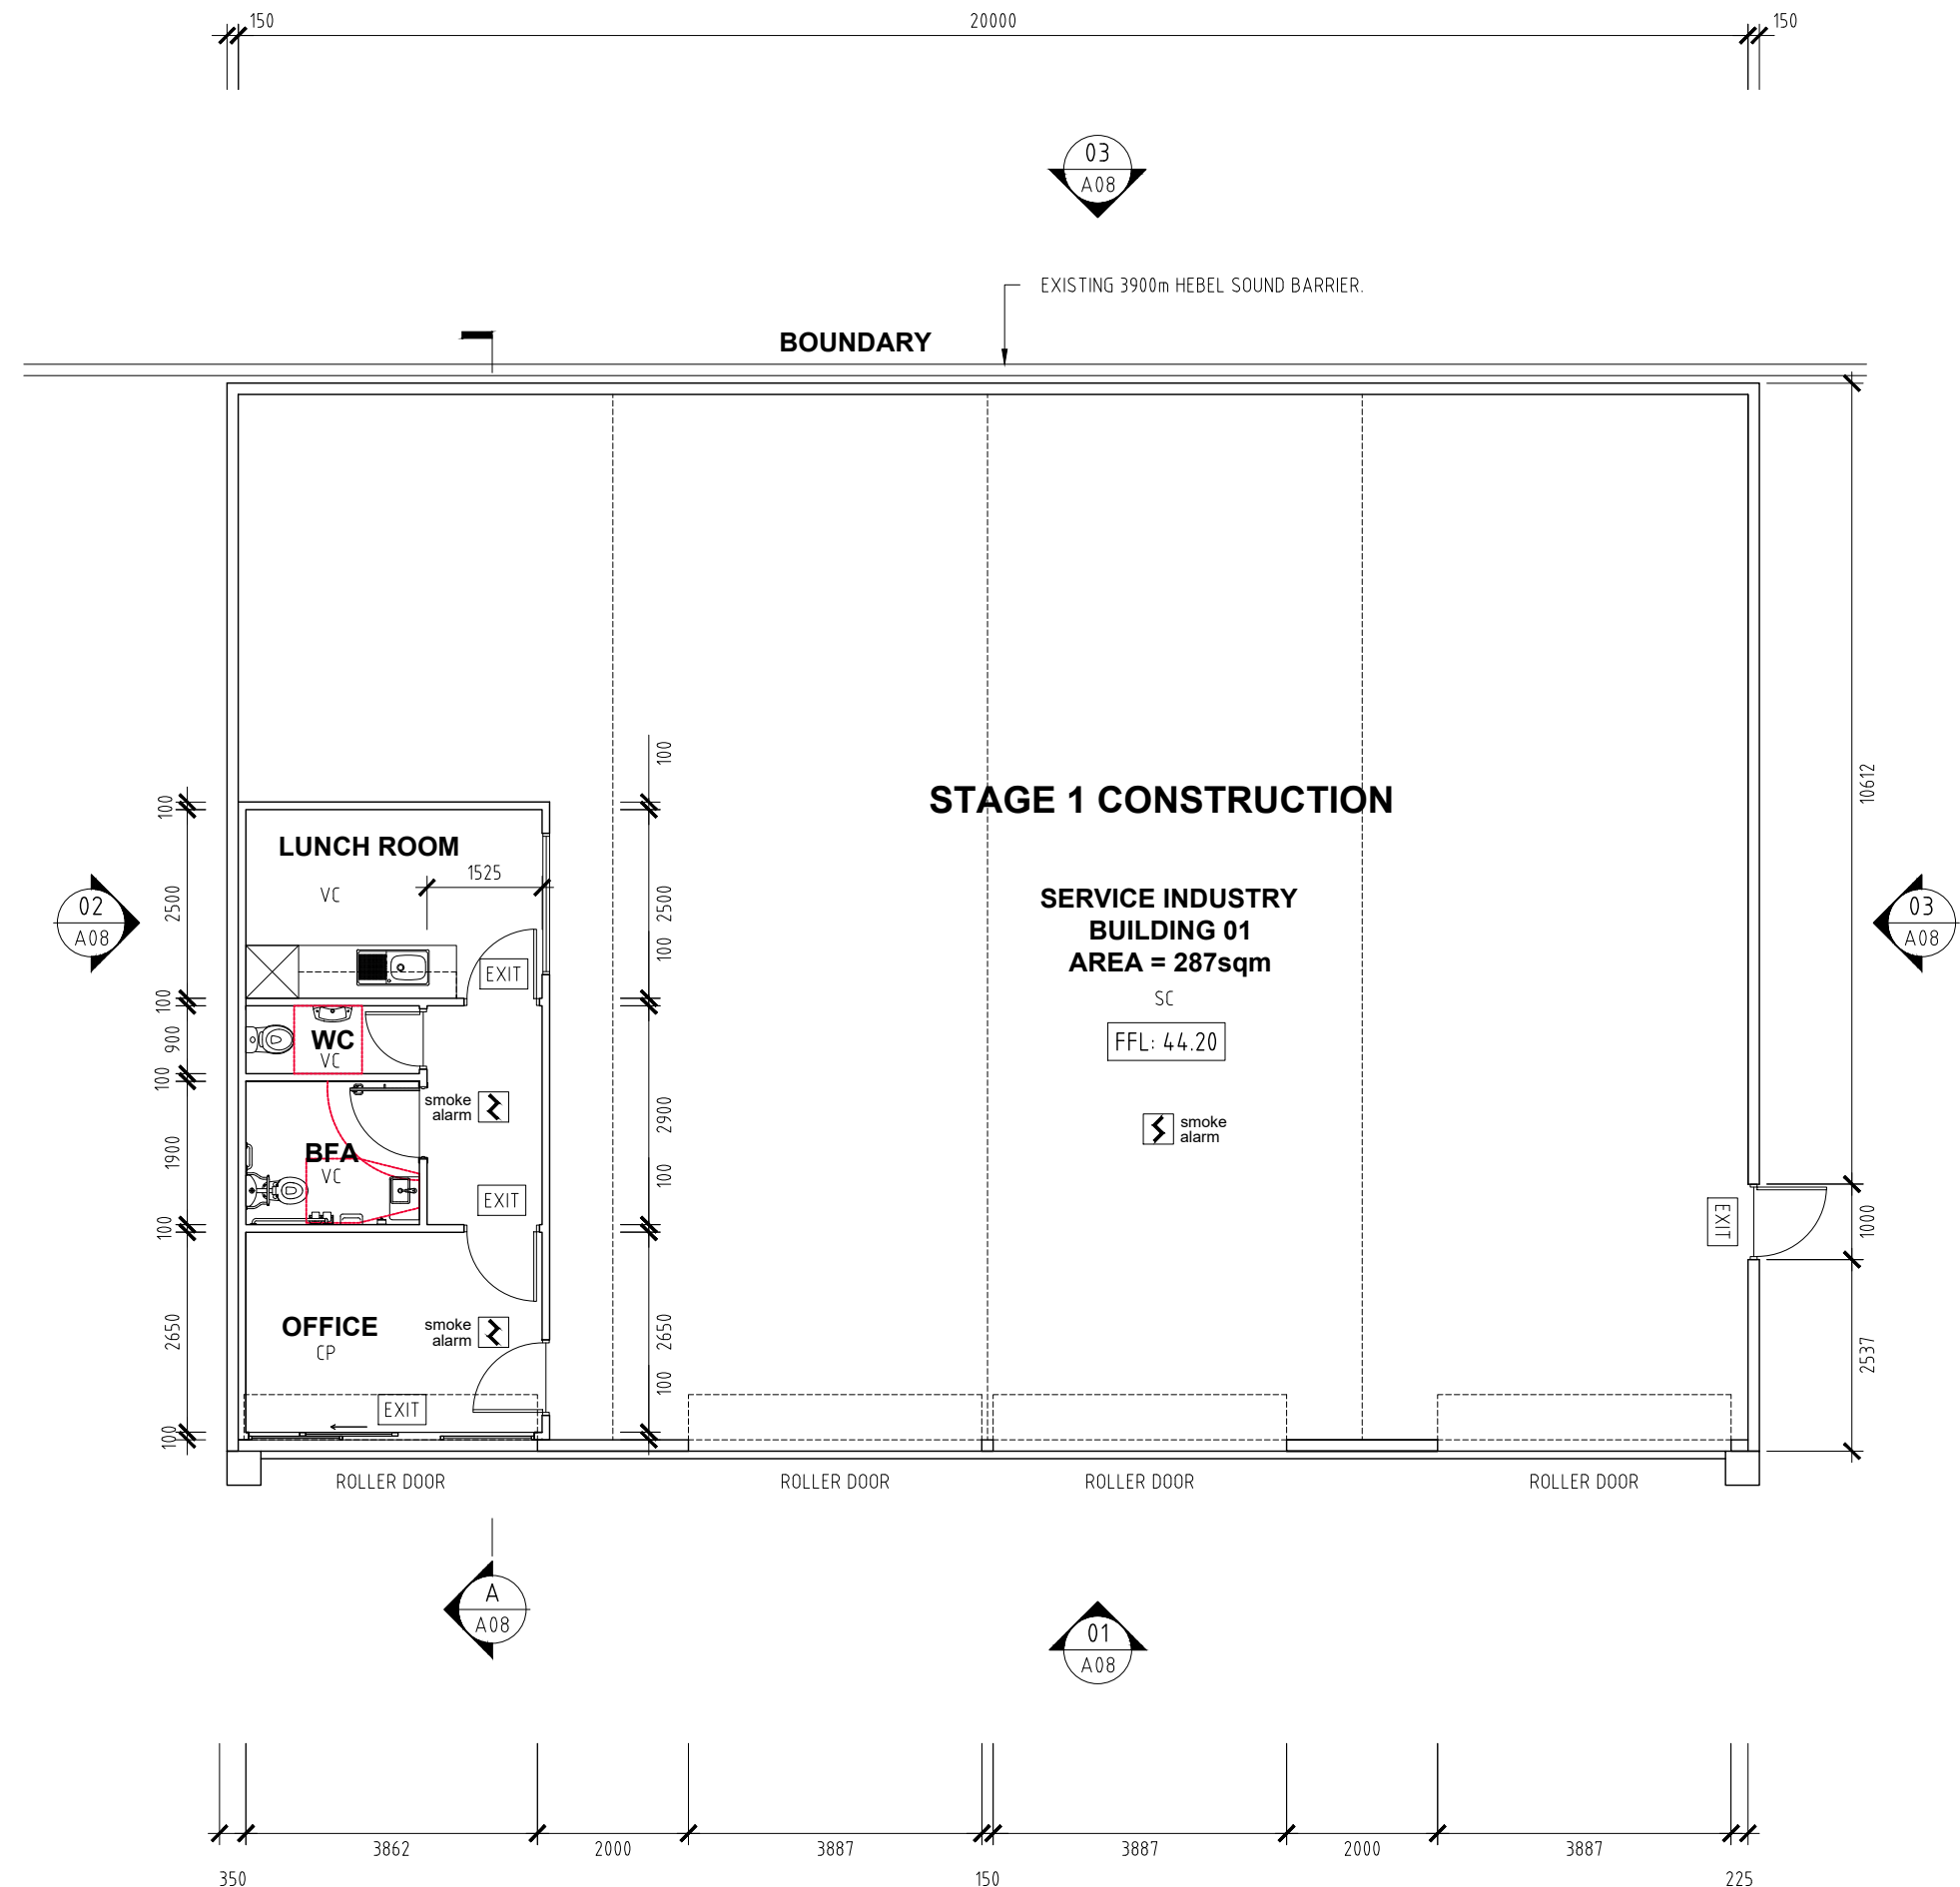 150
20000
150
03
A08
EXISTING 3900m HEBEL SOUND BARRIER.
BOUNDARY
10612
1000
2537
100
2500
100
900
100
1900
100
2650
100
100
2500
100
2900
100
2650
100
LUNCH ROOM
VC
1525
EXIT
WC
VC
smoke
alarm
BFA
VC
EXIT
OFFICE
CP
smoke
alarm
EXIT
STAGE 1 CONSTRUCTION
SERVICE INDUSTRY
BUILDING 01
AREA = 287sqm
SC
FFL: 44.20
smoke
alarm
EXIT
02
A08
03
A08
ROLLER DOOR
ROLLER DOOR
ROLLER DOOR
ROLLER DOOR
A
A08
01
A08
3862
2000
3887
3887
2000
3887
350
150
225